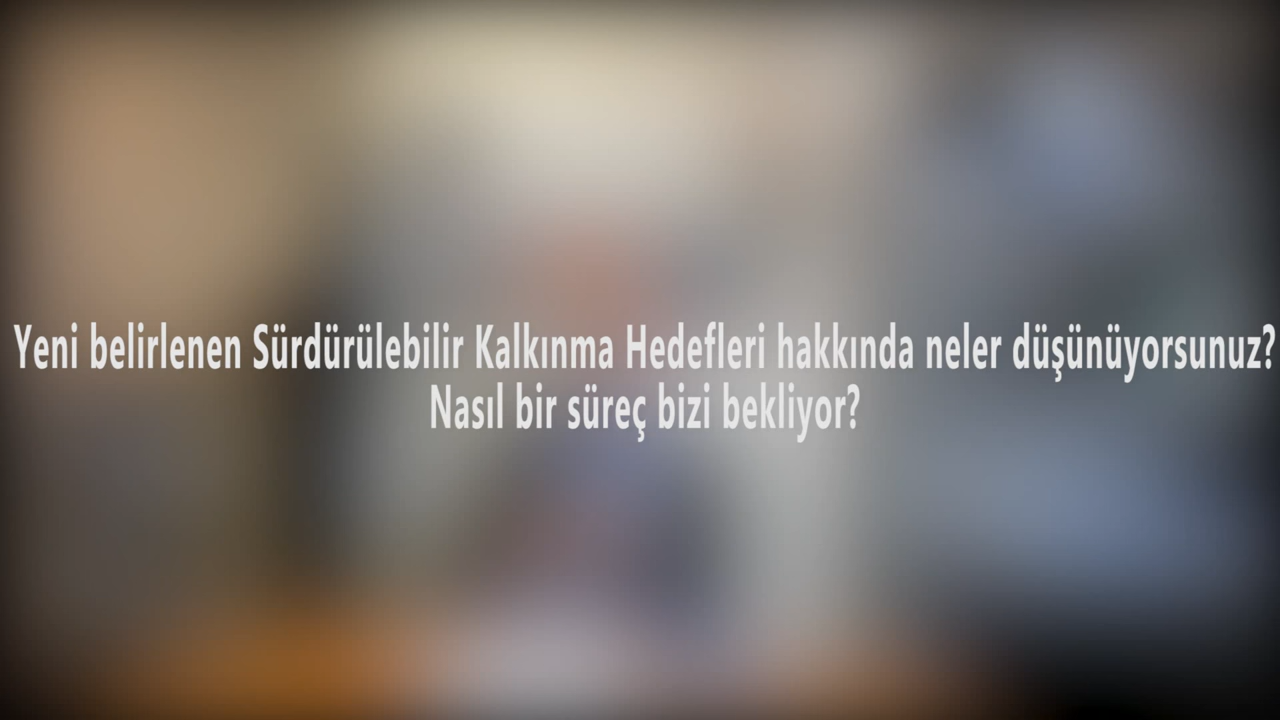 Yeni belirlenen Sürdürülebilir Kalkınma Hedefleri hakkında neler düşünüyorsunuz?
Nasıl bir süreç bizi bekliyor?